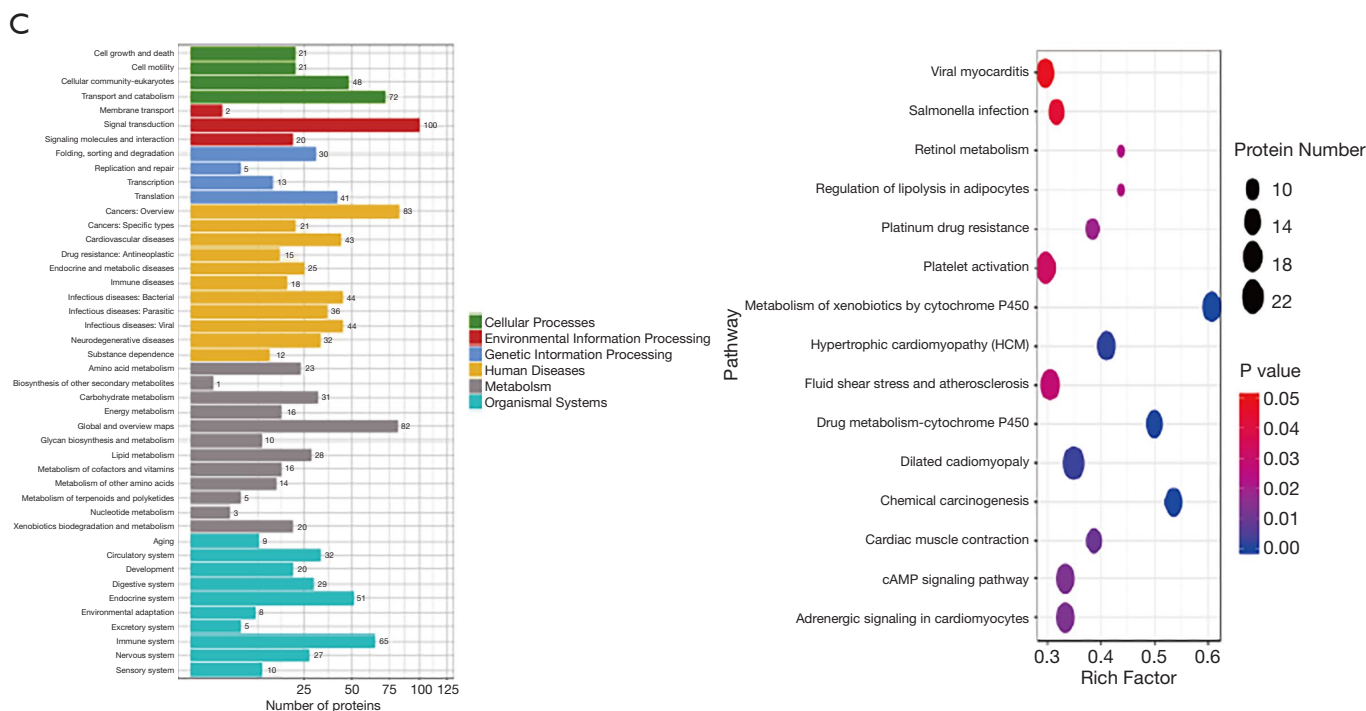 C
Cell growth and death 21
Cell motility 21
Cellular community-eukaryotes 48
Transport and catabolism 72
Membrane transport 2
Signal transduction 100
Signaling molecules and interaction 20
Folding, sorting and degradation 30
Replication and repair 5
Transcription 13
Translation 41
Cancers: Overview 83
Cancers: Specific types 21
Cardiovascular diseases 43
Drug resistance: Antineoplastic 15
Endocrine and metabolic diseases 25
Immune diseases 18
Infectious diseases: Bacterial 44
Infectious diseases: Parasitic 36
Infectious diseases: Viral 44
Neurodegenerative diseases 32
Substance dependence 12
Amino acid metabolism 23
Biosynthesis of other secondary metabolites 1
Carbohydrate metabolism 31
Energy metabolism 16
Global and overview maps 82
Glycan biosynthesis and metabolism 10
Lipid metabolism 28
Metabolism of cofactors and vitamins 16
Metabolism of other amino acids 14
Metabolism of terpenoids and polyketides 5
Nucleotide metabolism 3
Xenobiotics biodegradation and metabolism 20
Aging 9
Circulatory system 32
Development 20
Digestive system 29
Endocrine system 51
Environmental adaptation 8
Excretory system 5
Immune system 65
Nervous system 27
Sensory system 10
25 50 75 100 125
Number of proteins
Cellular Processes
Environmental Information Processing
Genetic Information Processing
Human Diseases
Metabolsm
Organismal Systems
Pathway
Viral myocarditis
Salmonella infection
Retinol metabolism
Regulation of lipolysis in adipocytes
Platinum drug resistance
Platelet activation
Metabolism of xenobiotics by cytochrome P450
Hypertrophic cardiomyopathy (HCM)
Fluid shear stress and atherosclerosis
Drug metabolism-cytochrome P450
Dilated cadiomyopaly
Chemical carcinogenesis
Cardiac muscle contraction
cAMP signaling pathway
Adrenergic signaling in cardiomyocytes
0.3 0.4 0.5 0.6
Rich Factor
Protein Number
10
14
18
22
P value
0.05
0.04
0.03
0.02
0.01
0.00